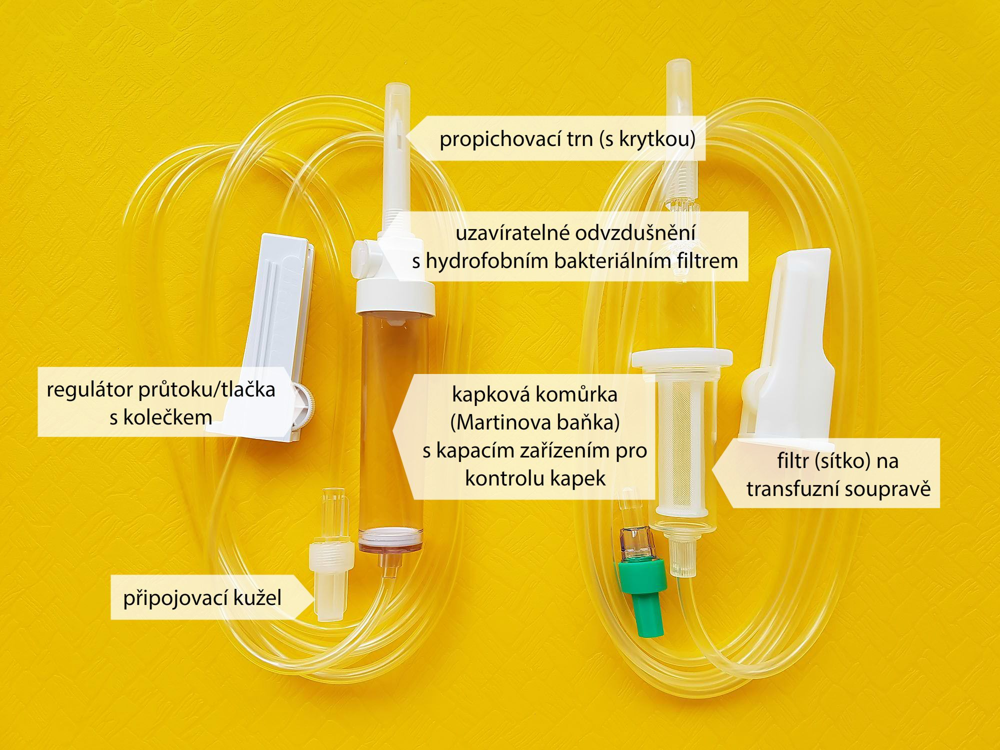 propichovací trn (s krytkou)
uzavíratelné odvzdušnění
s hydrofobním bakteriálním filtrem
regulátor průtoku/tlačka
s kolečkem
kapková komůrka
(Martinova baňka)
s kapacím zařízením pro
kontrolu kapek
filtr (sítko) na
transfuzní soupravě
připojovací kužel